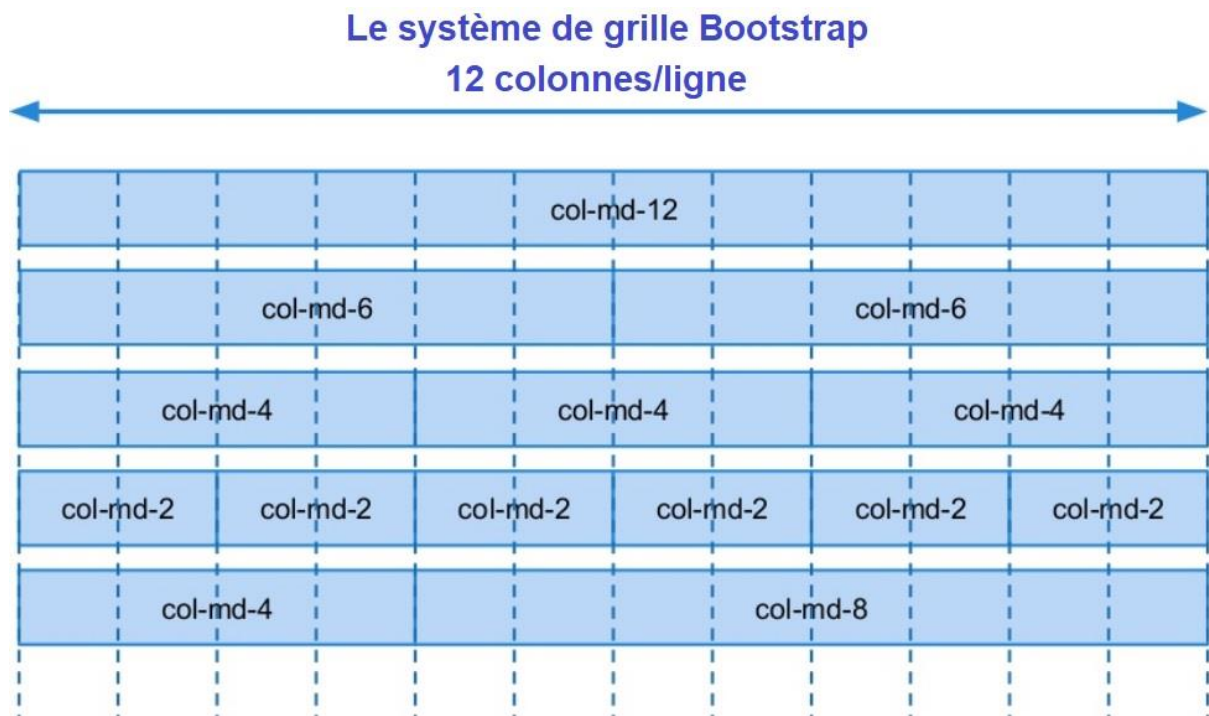 Le système de grille Bootstrap
12 colonnes/ligne
col-md-12
col-md-6 col-md-6
col-md-4 col-md-4 col-md-4
col-md-2 col-md-2 col-md-2 col-md-2 col-md-2 col-md-2
col-md-4 col-md-8